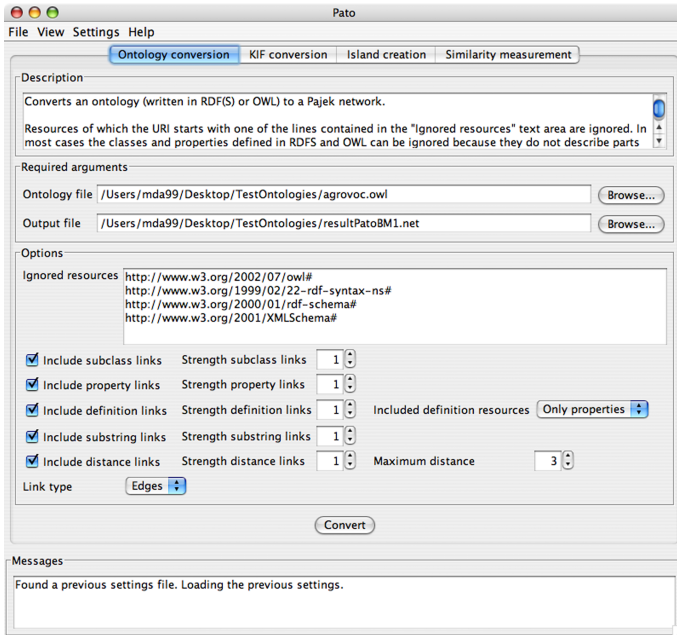 Pato
File View Settings Help
Ontology conversion KIF conversion Island creation Similarity measurement
Description
Converts an ontology (written in RDF(S) or OWL) to a Pajek network.
Resources of which the URI starts with one of the lines contained in the "Ignored resources" text area are ignored. In
most cases the classes and properties defined in RDFS and OWL can be ignored because they do not describe parts
Required arguments
Ontology file /Users/mda99/Desktop/TestOntologies/agrovoc.owl Browse...
Output file /Users/mda99/Desktop/TestOntologies/resultPatoBM1.net Browse...
Options
Ignored resources http://www.w3.org/2002/07/owl#
http://www.w3.org/1999/02/22-rdf-syntax-ns#
http://www.w3.org/2000/01/rdf-schema#
http://www.w3.org/2001/XMLSchema#
Include subclass links Strength subclass links 1
Include property links Strength property links 1
Include definition links Strength definition links 1 Included definition resources Only properties
Include substring links Strength substring links 1
Include distance links Strength distance links 1 Maximum distance 3
Link type Edges
Convert
Messages
Found a previous settings file. Loading the previous settings.